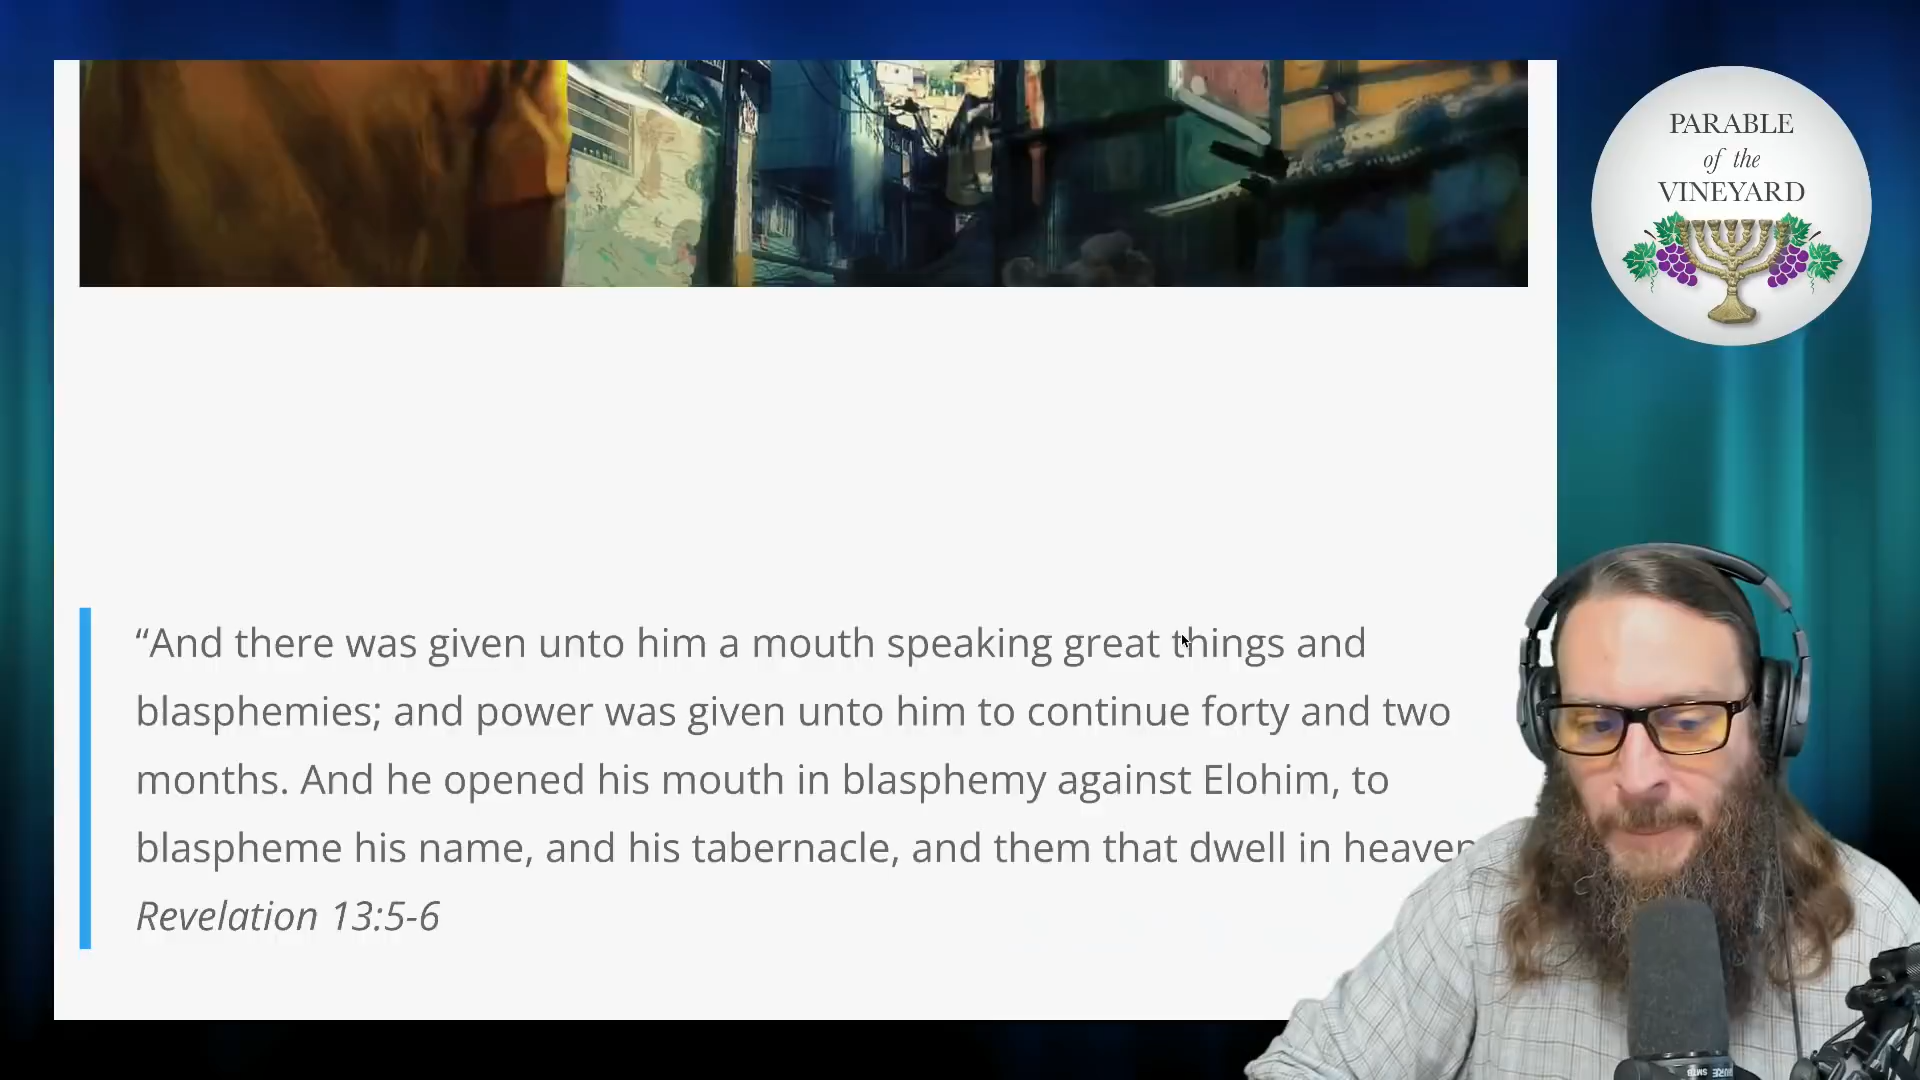 PARABLE
of the
VINEYARD
“And there was given unto him a mouth speaking great things and
blasphemies; and power was given unto him to continue forty and two
months. And he opened his mouth in blasphemy against Elohim, to
blaspheme his name, and his tabernacle, and them that dwell in heaven
Revelation 13:5-6